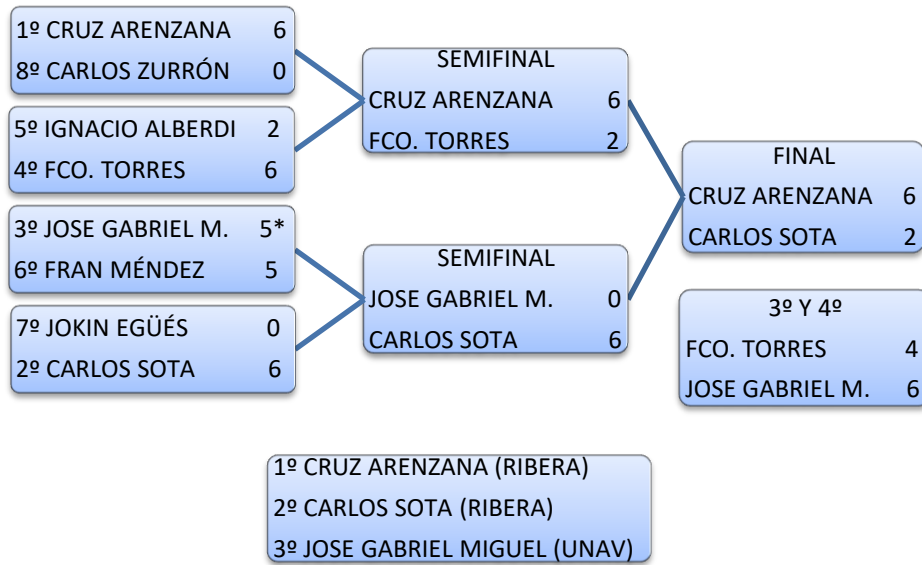 1º CRUZ ARENZANA 6
8º CARLOS ZURRÓN 0
5º IGNACIO ALBERDI 2
4º FCO. TORRES 6
3º JOSE GABRIEL M. 5*
6º FRAN MÉNDEZ 5
7º JOKIN EGÜÉS 0
2º CARLOS SOTA 6
SEMIFINAL
CRUZ ARENZANA 6
FCO. TORRES 2
SEMIFINAL
JOSE GABRIEL M. 0
CARLOS SOTA 6
FINAL
CRUZ ARENZANA 6
CARLOS SOTA 2
3º Y 4º
FCO. TORRES 4
JOSE GABRIEL M. 6
1º CRUZ ARENZANA (RIBERA)
2º CARLOS SOTA (RIBERA)
3º JOSE GABRIEL MIGUEL (UNAV)